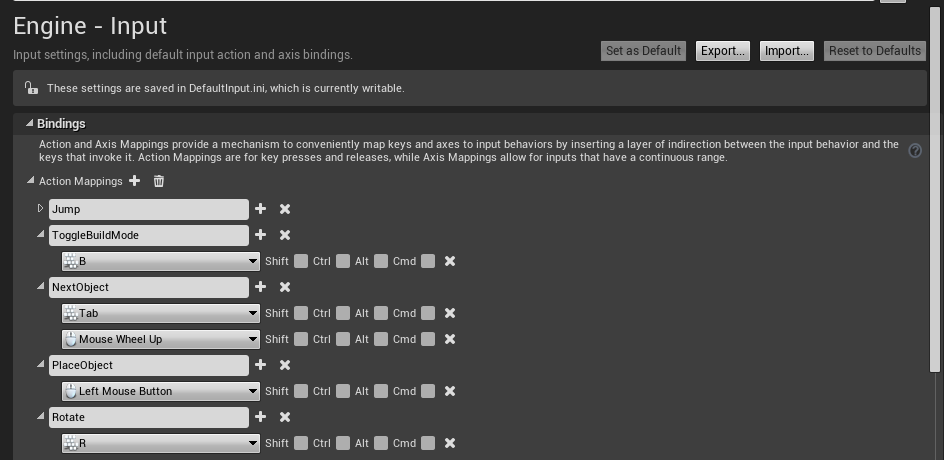 Engine - Input
Input settings, including default input action and axis bindings.
Set as Default Export... Import... Reset to Defaults
These settings are saved in DefaultInput.ini, which is currently writable.
Bindings
Action and Axis Mappings provide a mechanism to conveniently map keys and axes to input behaviors by inserting a layer of indirection between the input behavior and the
keys that invoke it. Action Mappings are for key presses and releases, while Axis Mappings allow for inputs that have a continuous range.
Action Mappings
Jump
ToggleBuildMode
B Shift Ctrl Alt Cmd
NextObject
Tab Shift Ctrl Alt Cmd
Mouse Wheel Up Shift Ctrl Alt Cmd
PlaceObject
Left Mouse Button Shift Ctrl Alt Cmd
Rotate
R Shift Ctrl Alt Cmd